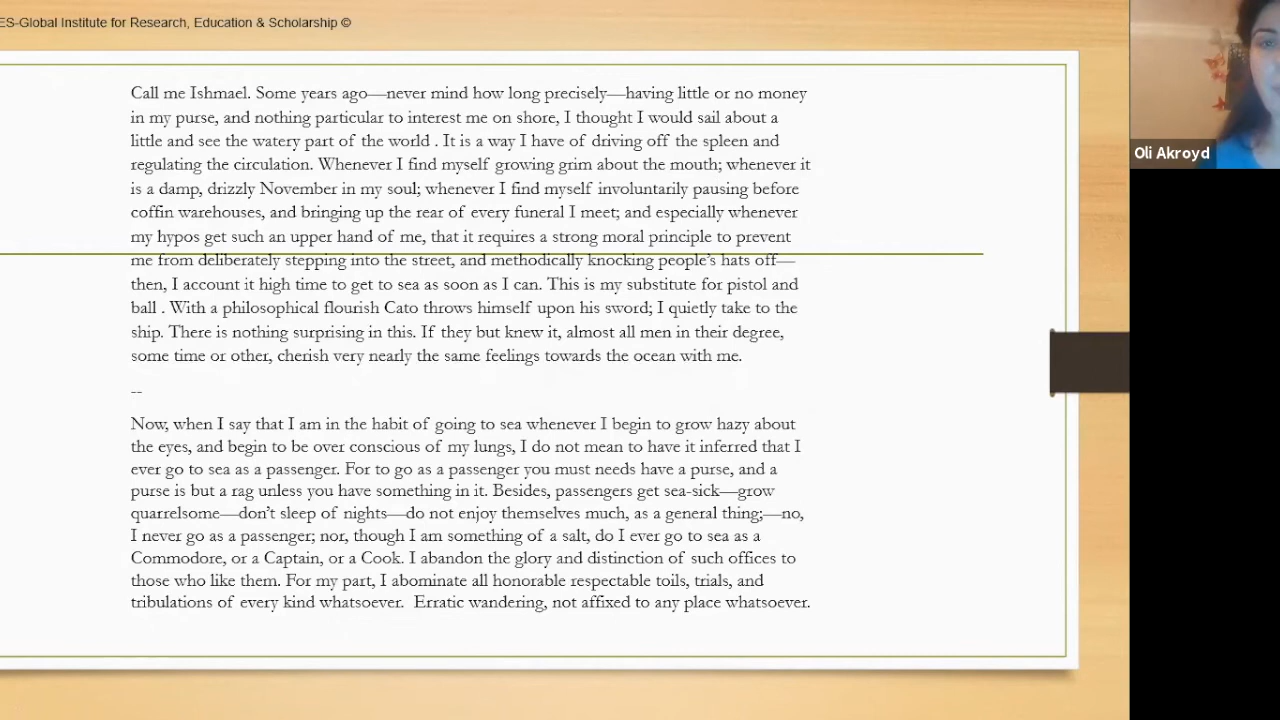 ES-Global Institute for Research, Education & Scholarship ©
Call me Ishmael. Some years ago—never mind how long precisely—having little or no money
in my purse, and nothing particular to interest me on shore, I thought I would sail about a
little and see the watery part of the world . It is a way I have of driving off the spleen and
regulating the circulation. Whenever I find myself growing grim about the mouth; whenever it
is a damp, drizzly November in my soul; whenever I find myself involuntarily pausing before
coffin warehouses, and bringing up the rear of every funeral I meet; and especially whenever
my hypos get such an upper hand of me, that it requires a strong moral principle to prevent
me from deliberately stepping into the street, and methodically knocking people’s hats off—
then, I account it high time to get to sea as soon as I can. This is my substitute for pistol and
ball . With a philosophical flourish Cato throws himself upon his sword; I quietly take to the
ship. There is nothing surprising in this. If they but knew it, almost all men in their degree,
some time or other, cherish very nearly the same feelings towards the ocean with me.
--
Now, when I say that I am in the habit of going to sea whenever I begin to grow hazy about
the eyes, and begin to be over conscious of my lungs, I do not mean to have it inferred that I
ever go to sea as a passenger. For to go as a passenger you must needs have a purse, and a
purse is but a rag unless you have something in it. Besides, passengers get sea-sick—grow
quarrelsome—don’t sleep of nights—do not enjoy themselves much, as a general thing;—no,
I never go as a passenger; nor, though I am something of a salt, do I ever go to sea as a
Commodore, or a Captain, or a Cook. I abandon the glory and distinction of such offices to
those who like them. For my part, I abominate all honorable respectable toils, trials, and
tribulations of every kind whatsoever.  Erratic wandering, not affixed to any place whatsoever.
Oli Akroyd